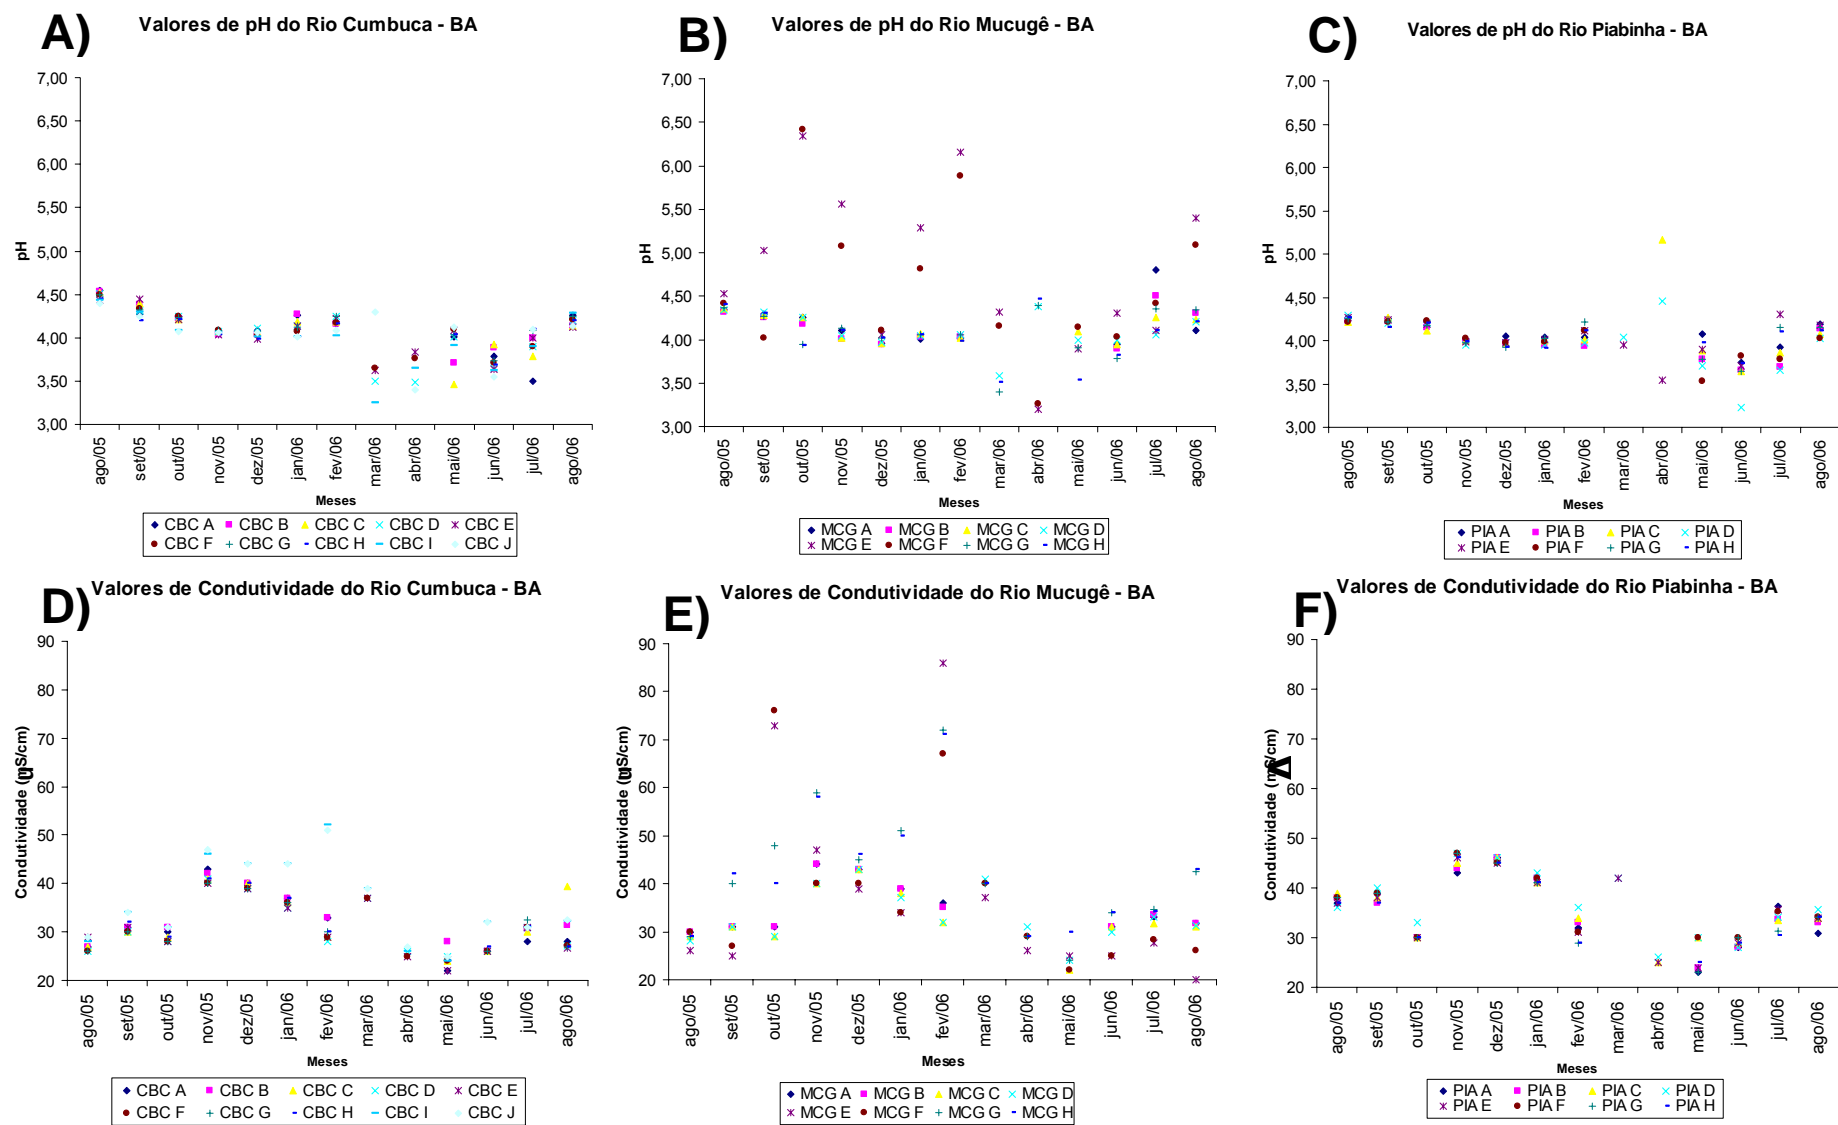 A)
Valores de pH do Rio Cumbuca - BA
7,00
6,50
6,00
5,50
5,00
4,50
4,00
3,50
3,00
pH
ago/05
set/05
out/05
nov/05
dez/05
jan/06
fev/06
mar/06
abr/06
mai/06
jun/06
jul/06
ago/06
Meses
CBC A CBC B CBC C CBC D CBC E
CBC F CBC G CBC H CBC I CBC J
B)
Valores de pH do Rio Mucugê - BA
7,00
6,50
6,00
5,50
5,00
4,50
4,00
3,50
3,00
pH
ago/05
set/05
out/05
nov/05
dez/05
jan/06
fev/06
mar/06
abr/06
mai/06
jun/06
jul/06
ago/06
Meses
MCG A MCG B MCG C MCG D
MCG E MCG F MCG G MCG H
C)
Valores de pH do Rio Piabinha - BA
7,00
6,50
6,00
5,50
5,00
4,50
4,00
3,50
3,00
pH
ago/05
set/05
out/05
nov/05
dez/05
jan/06
fev/06
mar/06
abr/06
mai/06
jun/06
jul/06
ago/06
Meses
PIA A PIA B PIA C PIA D
PIA E PIA F PIA G PIA H
D)
Valores de Condutividade do Rio Cumbuca - BA
90
80
70
60
50
40
30
20
Condutividade
ago/05
set/05
out/05
nov/05
dez/05
jan/06
fev/06
mar/06
abr/06
mai/06
jun/06
jul/06
ago/06
Meses
CBC A CBC B CBC C CBC D CBC E
CBC F CBC G CBC H CBC I CBC J
E)
Valores de Condutividade do Rio Mucugê - BA
90
80
70
60
50
40
30
20
Condutividade
ago/05
set/05
out/05
nov/05
dez/05
jan/06
fev/06
mar/06
abr/06
mai/06
jun/06
jul/06
ago/06
Meses
MCG A MCG B MCG C MCG D
MCG E MCG F MCG G MCG H
F)
Valores de Condutividade do Rio Piabinha - BA
90
80
70
60
50
40
30
20
Condutividade
ago/05
set/05
out/05
nov/05
dez/05
jan/06
fev/06
mar/06
abr/06
mai/06
jun/06
jul/06
ago/06
Meses
PIA A PIA B PIA C PIA D
PIA E PIA F PIA G PIA H